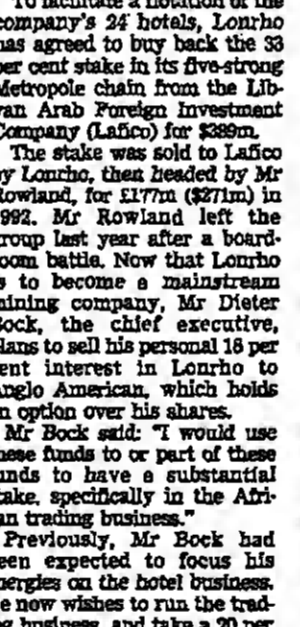 To facilitate a flotation of the
company's 24 hotels, Lonrho
has agreed to buy back the 33
per cent stake in its five-strong
Metropole chain from the Lib-
yan Arab Foreign Investment
Company (Lafico) for $389m.
The stake was sold to Lafico
by Lonrho, then headed by Mr
Rowland, for £177m ($271m) in
1992. Mr Rowland left the
group last year after a board-
room battle. Now that Lonrho
is to become a mainstream
mining company, Mr Dieter
Bock, the chief executive,
plans to sell his personal 18 per
cent interest in Lonrho to
Anglo American, which holds
an option over his shares.
Mr Bock said: "I would use
these funds to or part of these
funds to have a substantial
stake, specifically in the Afri-
can trading business."
Previously, Mr Bock had
been expected to focus his
energies on the hotel business.
He now wishes to run the trad-
ing business, and take a 20 per